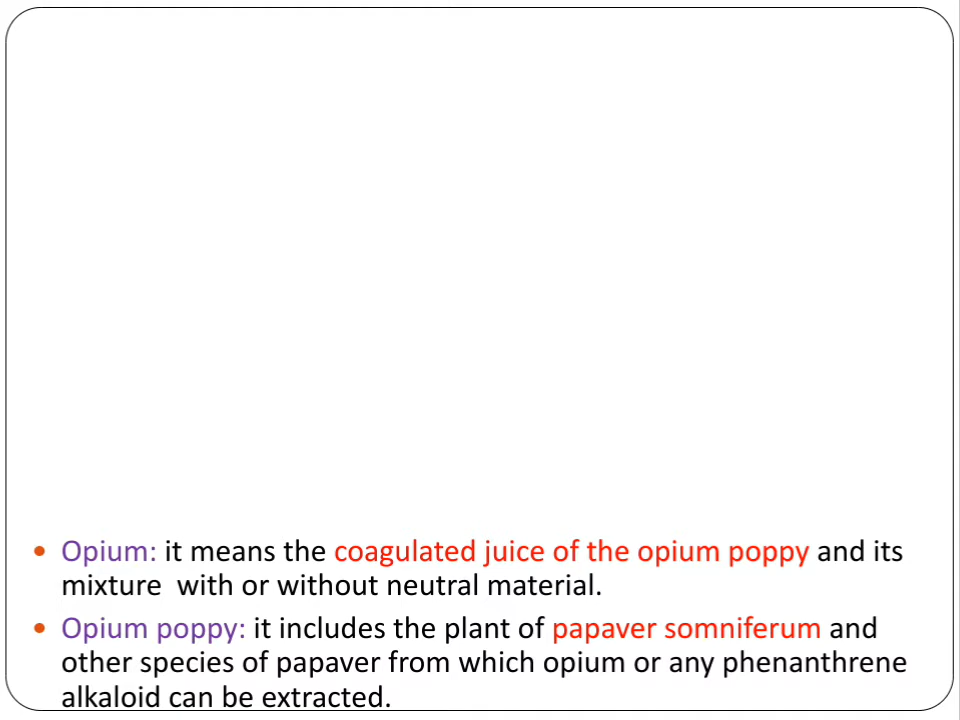 • Opium: it means the coagulated juice of the opium poppy and its
mixture  with or without neutral material.
• Opium poppy: it includes the plant of papaver somniferum and
other species of papaver from which opium or any phenanthrene
alkaloid can be extracted.